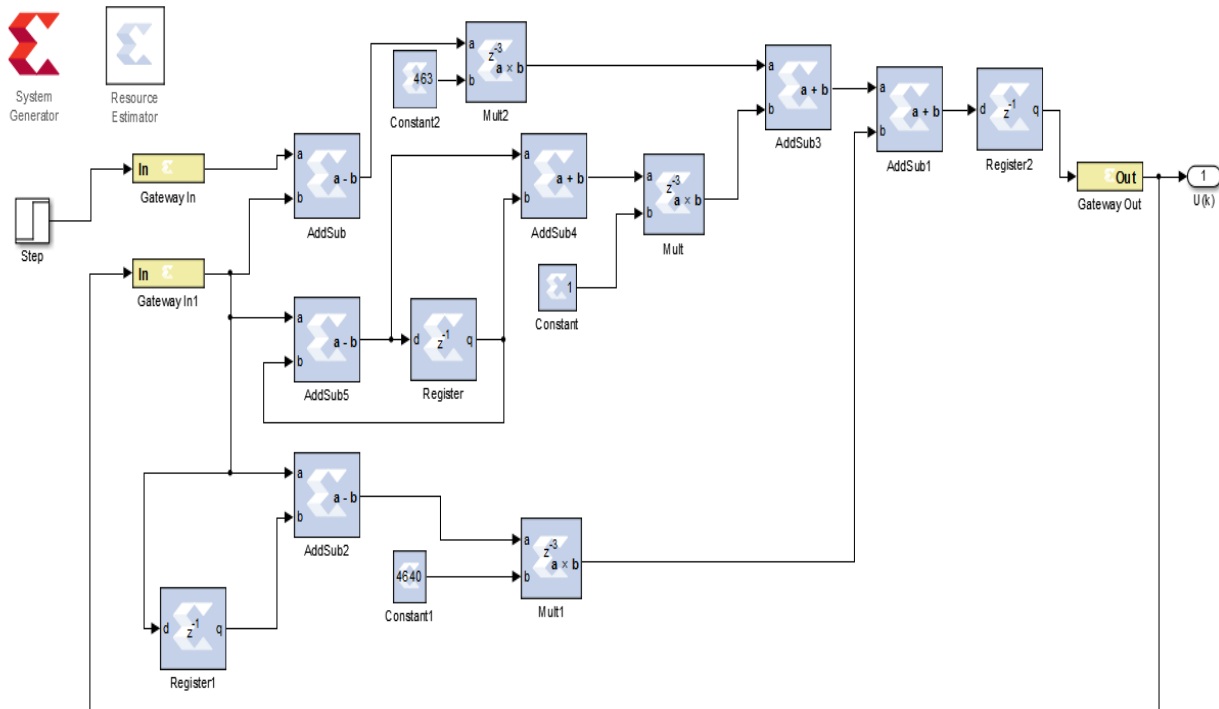 System
Generator
Resource
Estimator
463
Constant2
a
b
z-3
a × b
Mult2
a
b
a + b
AddSub3
a
b
a + b
AddSub1
d
z-1
q
Register2
Out
Gateway Out
1
U(k)
Step
In
Gateway In
a
b
a - b
AddSub
a
b
a + b
AddSub4
a
b
z-3
a × b
Mult
1
Constant
In
Gateway In1
a
b
a - b
AddSub5
d
z-1
q
Register
a
b
a - b
AddSub2
4640
Constant1
a
b
z-3
a × b
Mult1
d
z-1
q
Register1